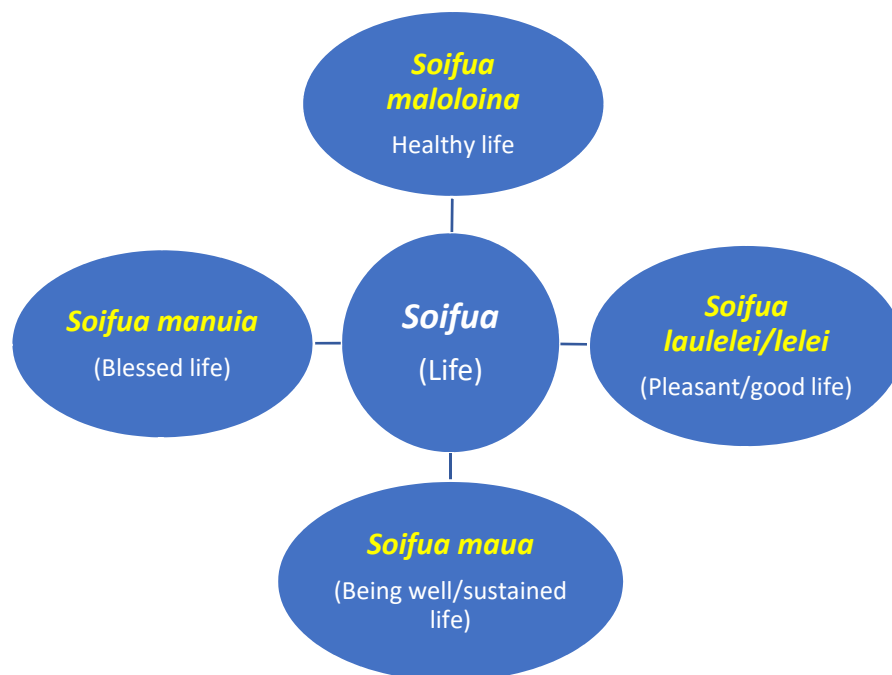 Soifua
maloloina
Healthy life
Soifua manuia
(Blessed life)
Soifua
(Life)
Soifua
laulelei/lelei
(Pleasant/good life)
Soifua maua
(Being well/sustained
life)